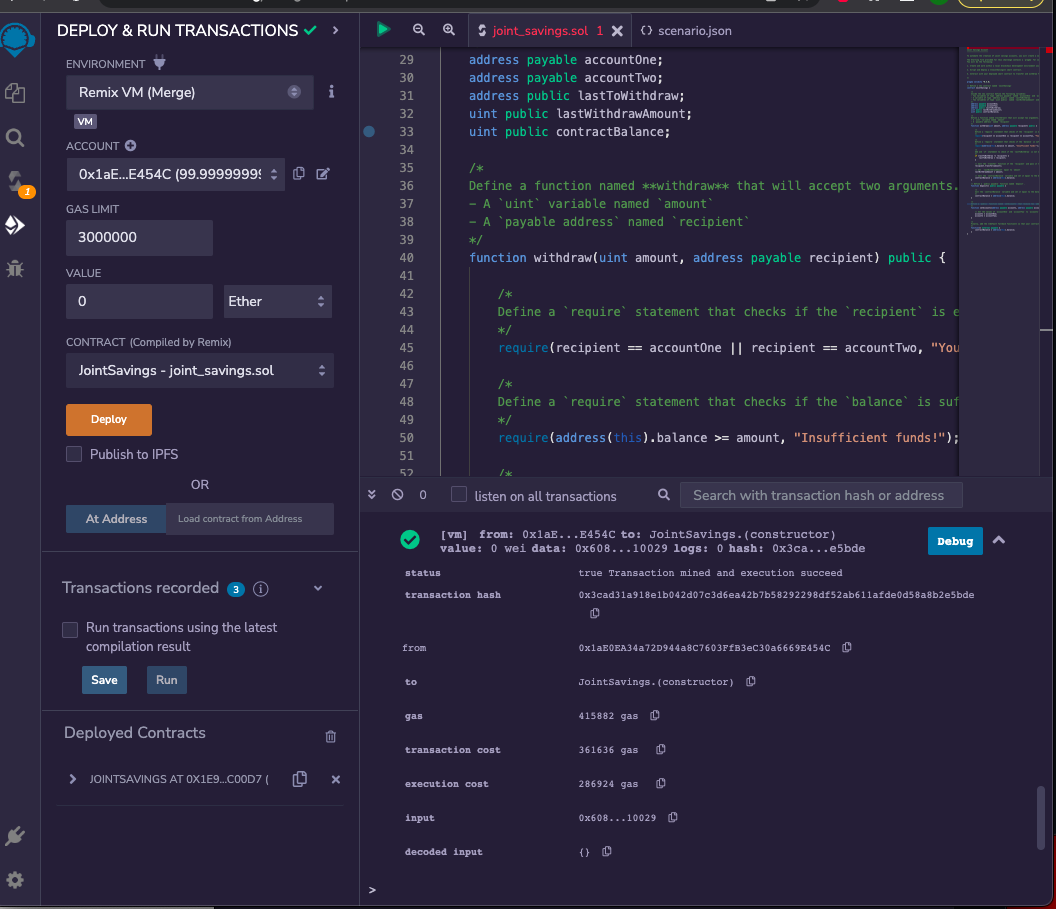 DEPLOY & RUN TRANSACTIONS
ENVIRONMENT
Remix VM (Merge)
VM
ACCOUNT
0x1aE...E454C (99.99999999
GAS LIMIT
3000000
VALUE
0
Ether
CONTRACT (Compiled by Remix)
JointSavings - joint_savings.sol
Deploy
Publish to IPFS
OR
At Address
Load contract from Address
Transactions recorded 3 i
Run transactions using the latest
compilation result
Save
Run
Deployed Contracts
JOINTSAVINGS AT 0X1E9...C00D7 (
1
joint_savings.sol 1
{} scenario.json
29 address payable accountOne;
30 address payable accountTwo;
31 address public lastToWithdraw;
32 uint public lastWithdrawAmount;
33 uint public contractBalance;
34
35 /*
36 Define a function named **withdraw** that will accept two arguments.
37 - A `uint` variable named `amount`
38 - A `payable address` named `recipient`
39 */
40 function withdraw(uint amount, address payable recipient) public {
41
42 /*
43 Define a `require` statement that checks if the `recipient` is e
44 */
45 require(recipient == accountOne || recipient == accountTwo, "You
46
47 /*
48 Define a `require` statement that checks if the `balance` is suf
49 */
50 require(address(this).balance >= amount, "Insufficient funds!");
51
52 /*
0
listen on all transactions
Search with transaction hash or address
[vm] from: 0x1aE...E454C to: JointSavings.(constructor)
value: 0 wei data: 0x608...10029 logs: 0 hash: 0x3ca...e5bde
Debug
status true Transaction mined and execution succeed
transaction hash 0x3cad31a918e1b042d07c3d6ea42b7b58292298df52ab611afde0d58a8b2e5bde
from 0x1aE0EA34a72D944a8C7603FfB3eC30a6669E454C
to JointSavings.(constructor)
gas 415882 gas
transaction cost 361636 gas
execution cost 286924 gas
input 0x608...10029
decoded input {}
>